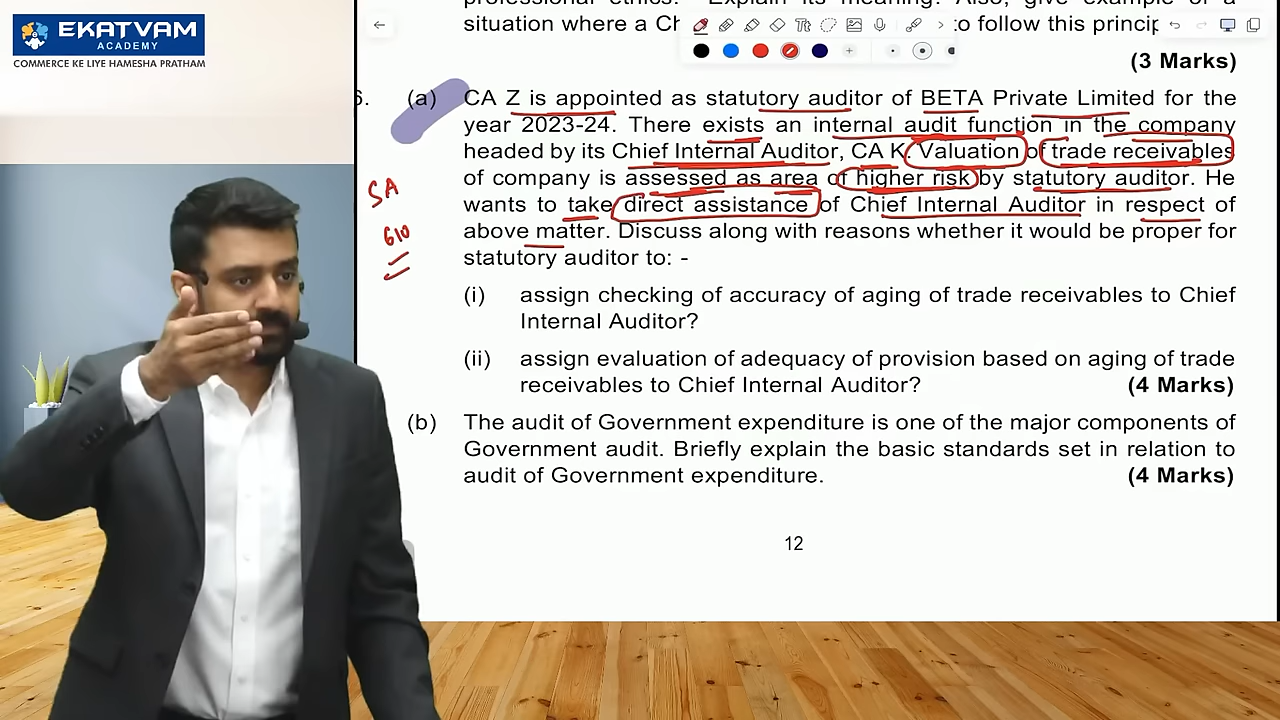 EKATVAM
ACADEMY
COMMERCE KE LIYE HAMESHA PRATHAM
situation where a Ch
to follow this princip
(3 Marks)
(a) CA Z is appointed as statutory auditor of BETA Private Limited for the
year 2023-24. There exists an internal audit function in the company
headed by its Chief Internal Auditor, CA K. Valuation of trade receivables
of company is assessed as area of higher risk by statutory auditor. He
wants to take direct assistance of Chief Internal Auditor in respect of
above matter. Discuss along with reasons whether it would be proper for
statutory auditor to: -
SA
610
(i) assign checking of accuracy of aging of trade receivables to Chief
Internal Auditor?
(ii) assign evaluation of adequacy of provision based on aging of trade
receivables to Chief Internal Auditor? (4 Marks)
(b) The audit of Government expenditure is one of the major components of
Government audit. Briefly explain the basic standards set in relation to
audit of Government expenditure. (4 Marks)
12